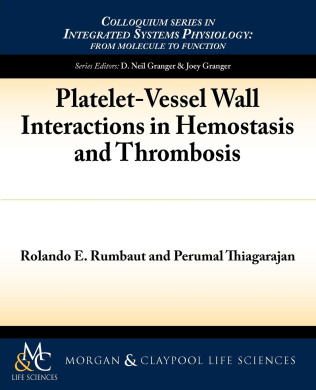 COLLOQUIUM SERIES IN
INTEGRATED SYSTEMS PHYSIOLOGY:
FROM MOLECULE TO FUNCTION
Series Editors: D. Neil Granger & Joey Granger
Platelet-Vessel Wall
Interactions in Hemostasis
and Thrombosis
Rolando E. Rumbaut and Perumal Thiagarajan
MC
&
LIFE SCIENCES
MORGAN & CLAYPOOL LIFE SCIENCES